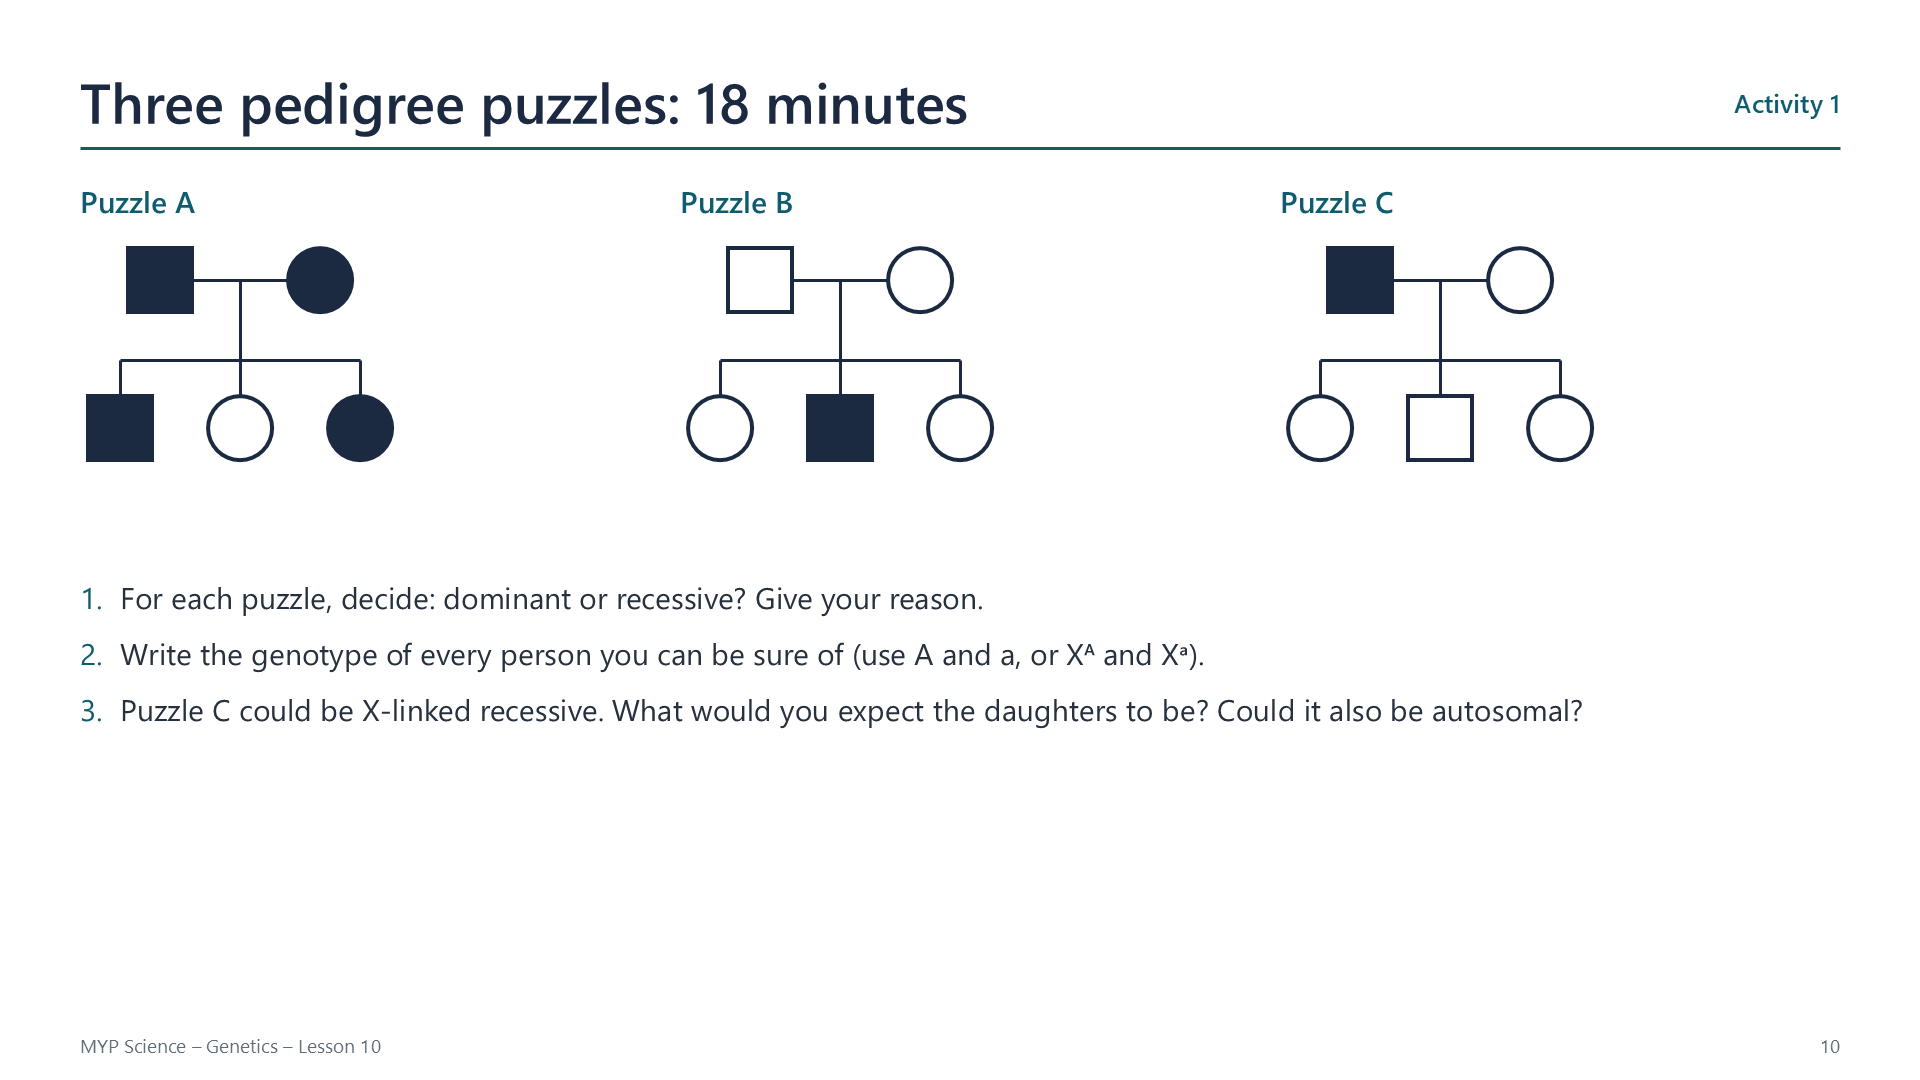 Three pedigree puzzles: 18 minutes
Activity 1
Puzzle A
Puzzle B
Puzzle C
1. For each puzzle, decide: dominant or recessive? Give your reason.
2. Write the genotype of every person you can be sure of (use A and a, or Xᴬ and Xᵃ).
3. Puzzle C could be X-linked recessive. What would you expect the daughters to be? Could it also be autosomal?
MYP Science – Genetics – Lesson 10
10